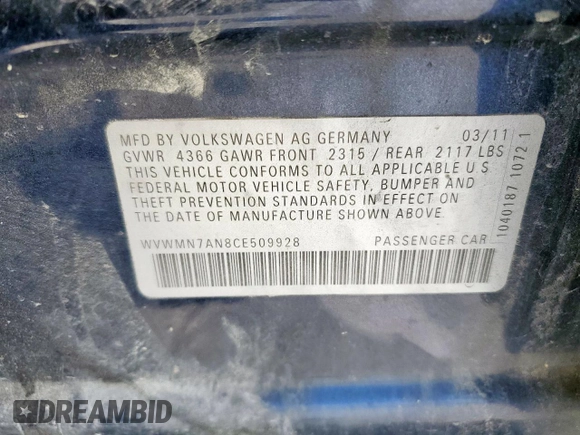 MFD BY VOLKSWAGEN AG GERMANY 03/11
GVWR 4366 GAWR FRONT 2315 / REAR 2117 LBS
THIS VEHICLE CONFORMS TO ALL APPLICABLE U S
FEDERAL MOTOR VEHICLE SAFETY, BUMPER AND
THEFT PREVENTION STANDARDS IN EFFECT ON
THE DATE OF MANUFACTURE SHOWN ABOVE.
WVWMN7AN8CE509928 PASSENGER CAR
1040187 1072 1
DREAMBID